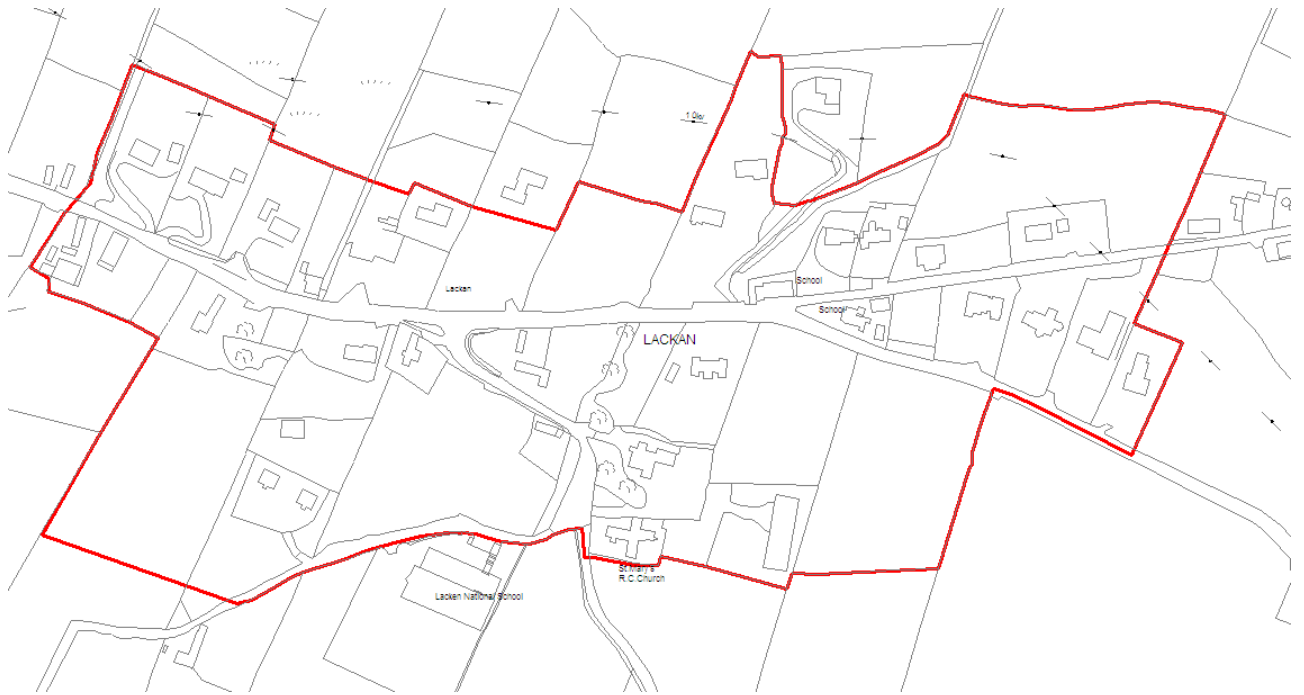 Lackan
School
School
LACKAN
St.Mary's
R.C.Church
Lacken National School